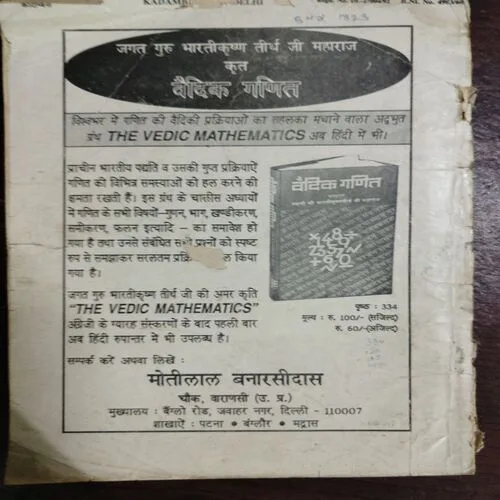 जगत गुरु भारतीकृष्ण तीर्थ जी महाराज
कृत
वैदिक गणित
विश्वभर में गणित की वैदिकी प्रक्रियाओं का तहलका मचाने वाला अद्भुत
ग्रंथ THE VEDIC MATHEMATICS अब हिंदी में भी।
प्राचीन भारतीय पद्यति व उसकी गुप्त प्रक्रियाऐं
गणित की विभिन्न समस्याओं को हल करने की
क्षमता रखती हैं। इस ग्रंथ के चालीस अध्यायों
में गणित के सभी विषयों–गुणन, भाग, खण्डीकरण,
समीकरण, फलन इत्यादि – का समावेश हो
गया है तथा उनसे संबंधित सभी प्रश्नों को स्पष्ट
रुप से समझाकर सरलतम हल किया
गया है।
वैदिक गणित
जगत गुरु भारतीकृष्ण तीर्थ जी की अमर कृति
"THE VEDIC MATHEMATICS"
अंग्रेजी के ग्यारह संस्करणों के बाद पहली बार
अब हिंदी रुपान्तर में भी उपलब्ध है।
पृष्ठ : 334
मूल्य : रु. 100/- (सजिल्द)
रु. 60/-(अजिल्द)
सम्पर्क करें अथवा लिखें :
मोतीलाल बनारसीदास
चौक, वाराणसी (उ. प्र.)
मुख्यालय : बैंग्लो रोड, जवाहर नगर, दिल्ली – 110007
शाखाऐं : पटना • बंग्लौर • मद्रास